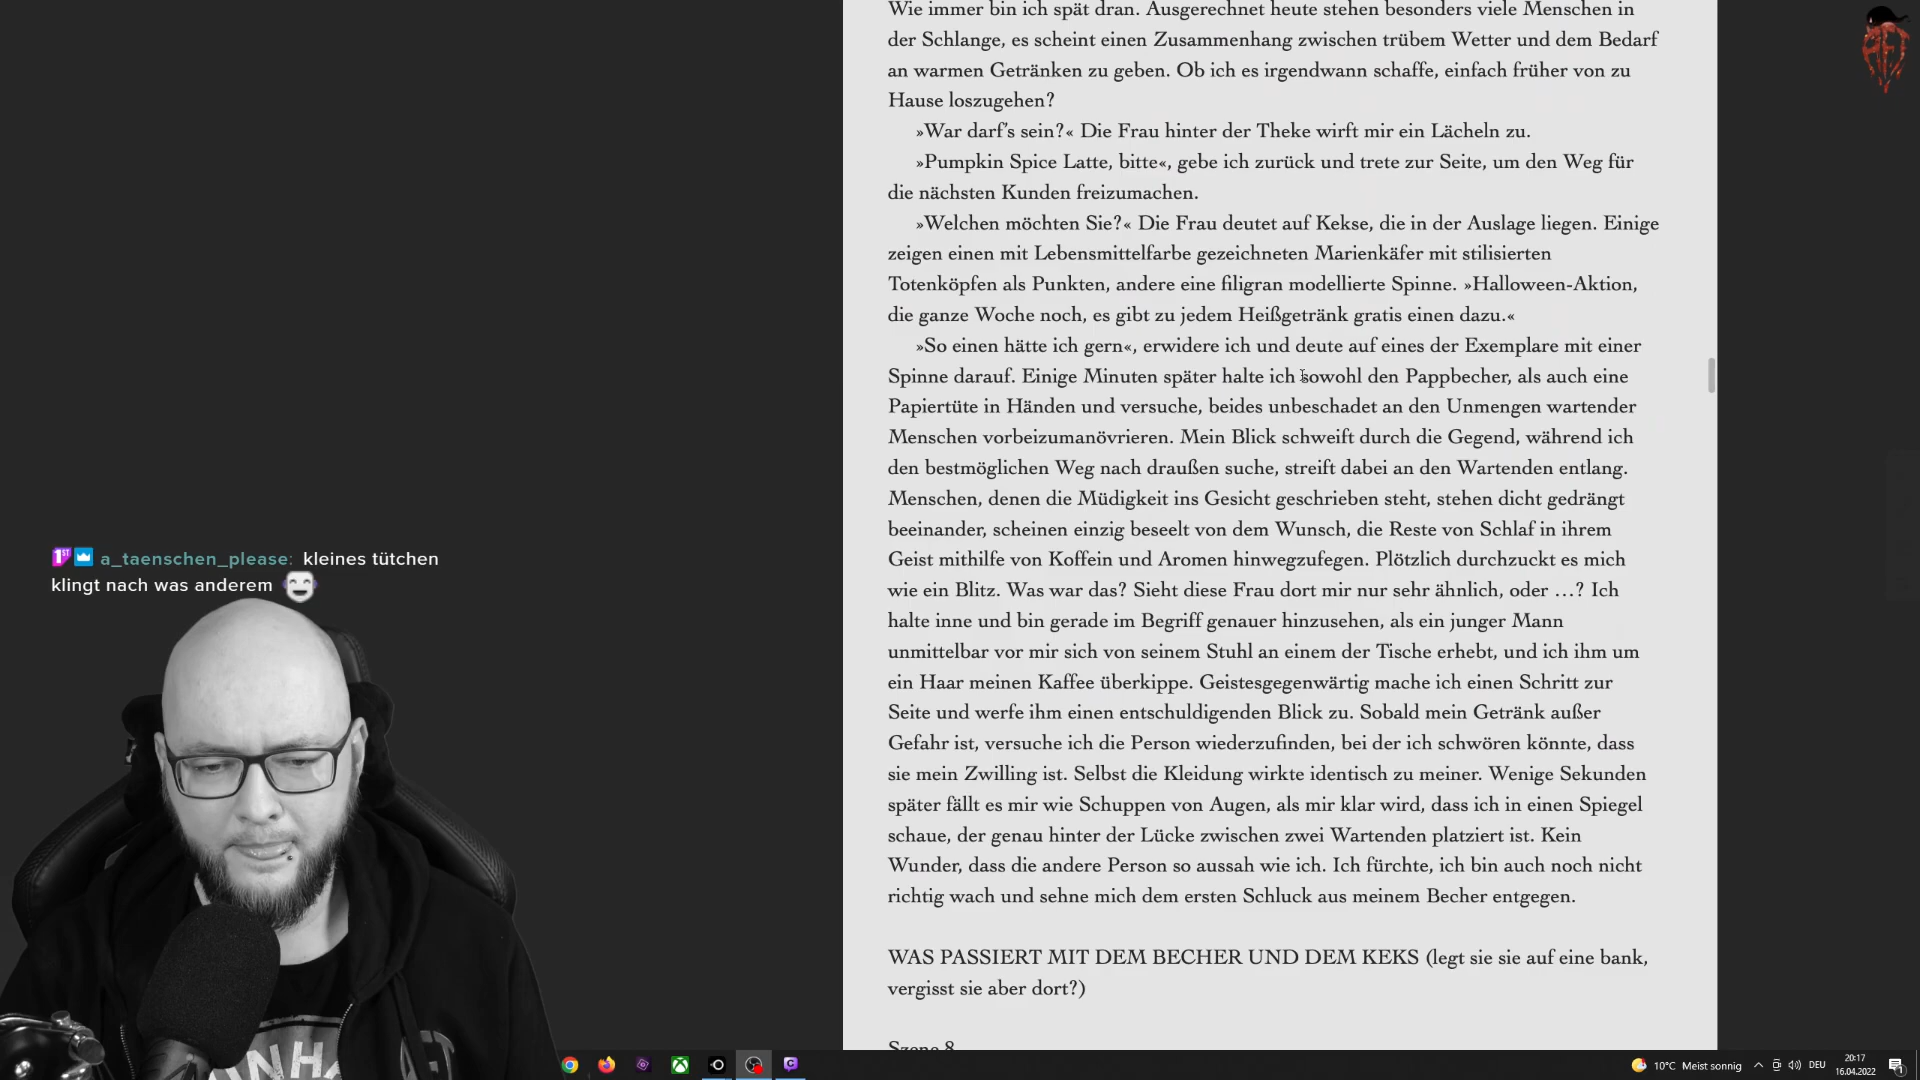 Wie immer bin ich spät dran. Ausgerechnet heute stehen besonders viele Menschen in
der Schlange, es scheint einen Zusammenhang zwischen trübem Wetter und dem Bedarf
an warmen Getränken zu geben. Ob ich es irgendwann schaffe, einfach früher von zu
Hause loszugehen?
»War darf's sein?« Die Frau hinter der Theke wirft mir ein Lächeln zu.
»Pumpkin Spice Latte, bitte«, gebe ich zurück und trete zur Seite, um den Weg für
die nächsten Kunden freizumachen.
»Welchen möchten Sie?« Die Frau deutet auf Kekse, die in der Auslage liegen. Einige
zeigen einen mit Lebensmittelfarbe gezeichneten Marienkäfer mit stilisierten
Totenköpfen als Punkten, andere eine filigran modellierte Spinne. »Halloween-Aktion,
die ganze Woche noch, es gibt zu jedem Heißgetränk gratis einen dazu.«
»So einen hätte ich gern«, erwidere ich und deute auf eines der Exemplare mit einer
Spinne darauf. Einige Minuten später halte ich sowohl den Pappbecher, als auch eine
Papiertüte in Händen und versuche, beides unbeschadet an den Unmengen wartender
Menschen vorbeizumanövrieren. Mein Blick schweift durch die Gegend, während ich
den bestmöglichen Weg nach draußen suche, streift dabei an den Wartenden entlang.
Menschen, denen die Müdigkeit ins Gesicht geschrieben steht, stehen dicht gedrängt
beeinander, scheinen einzig beseelt von dem Wunsch, die Reste von Schlaf in ihrem
Geist mithilfe von Koffein und Aromen hinwegzufegen. Plötzlich durchzuckt es mich
wie ein Blitz. Was war das? Sieht diese Frau dort mir nur sehr ähnlich, oder …? Ich
halte inne und bin gerade im Begriff genauer hinzusehen, als ein junger Mann
unmittelbar vor mir sich von seinem Stuhl an einem der Tische erhebt, und ich ihm um
ein Haar meinen Kaffee überkippe. Geistesgegenwärtig mache ich einen Schritt zur
Seite und werfe ihm einen entschuldigenden Blick zu. Sobald mein Getränk außer
Gefahr ist, versuche ich die Person wiederzufinden, bei der ich schwören könnte, dass
sie mein Zwilling ist. Selbst die Kleidung wirkte identisch zu meiner. Wenige Sekunden
später fällt es mir wie Schuppen von Augen, als mir klar wird, dass ich in einen Spiegel
schaue, der genau hinter der Lücke zwischen zwei Wartenden platziert ist. Kein
Wunder, dass die andere Person so aussah wie ich. Ich fürchte, ich bin auch noch nicht
richtig wach und sehne mich dem ersten Schluck aus meinem Becher entgegen.
WAS PASSIERT MIT DEM BECHER UND DEM KEKS (legt sie sie auf eine bank,
vergisst sie aber dort?)
Szene 8
1ST a_taenschen_please: kleines tütchen
klingt nach was anderem
10°C Meist sonnig
DEU
20:17
16.04.2022